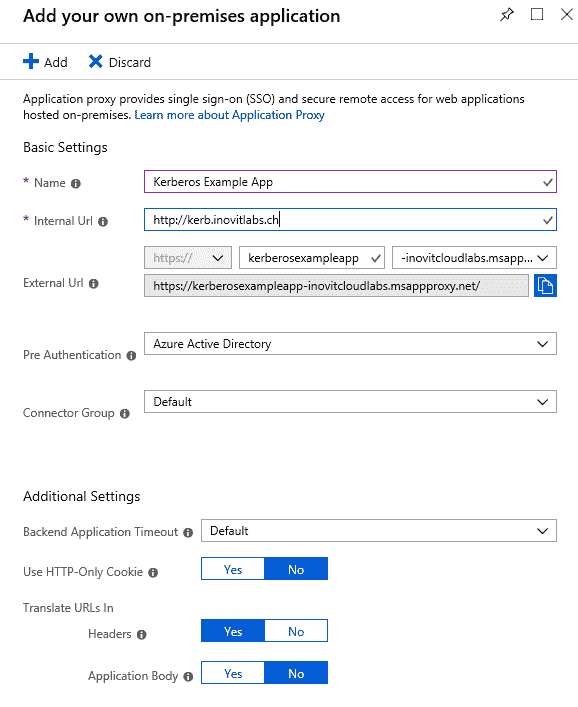 Add your own on-premises application
Add Discard
Application proxy provides single sign-on (SSO) and secure remote access for web applications
hosted on-premises. Learn more about Application Proxy
Basic Settings
* Name Kerberos Example App
* Internal Url http://kerb.inovitlabs.ch
https:// kerberosexampleapp -inovitcloudlabs.msapp...
External Url https://kerberosexampleapp-inovitcloudlabs.msappproxy.net/
Pre Authentication Azure Active Directory
Connector Group Default
Additional Settings
Backend Application Timeout Default
Use HTTP-Only Cookie Yes No
Translate URLs In
Headers Yes No
Application Body Yes No